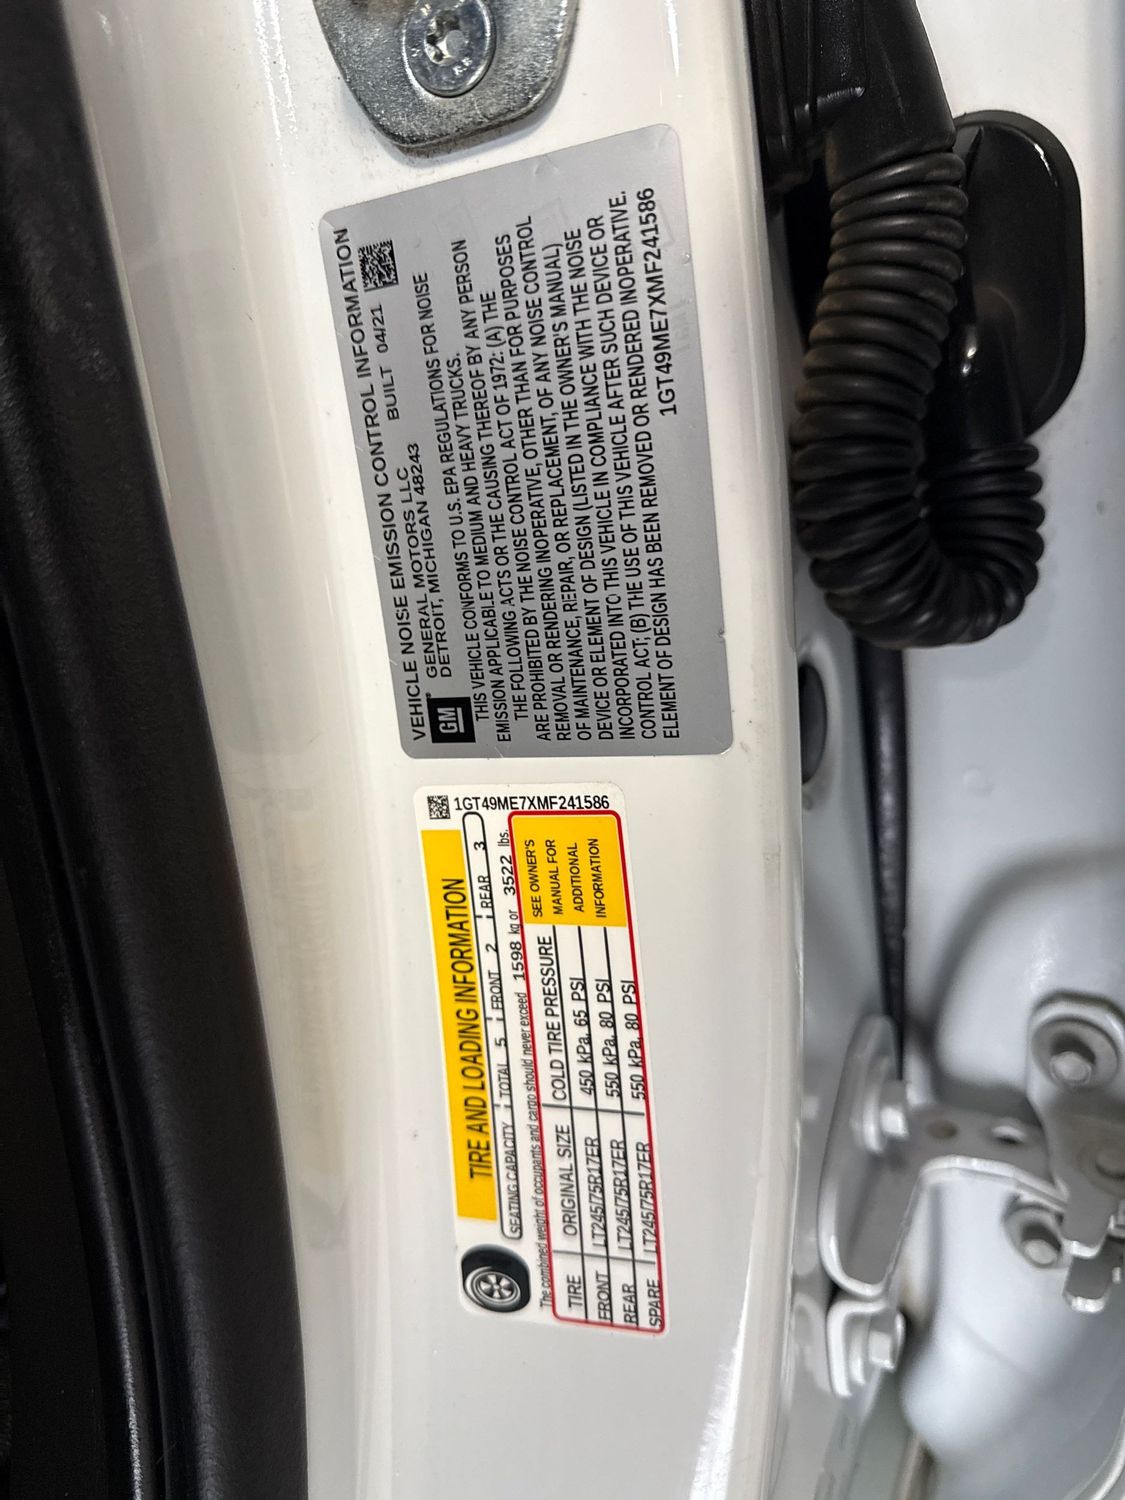 VEHICLE NOISE EMISSION CONTROL INFORMATION
GENERAL MOTORS LLC BUILT 04/21
DETROIT, MICHIGAN 48243
GM
THIS VEHICLE CONFORMS TO U.S. EPA REGULATIONS FOR NOISE
EMISSION APPLICABLE TO MEDIUM AND HEAVY TRUCKS.
THE FOLLOWING ACTS OR THE CAUSING THEREOF BY ANY PERSON
ARE PROHIBITED BY THE NOISE CONTROL ACT OF 1972: (A) THE
REMOVAL OR RENDERING INOPERATIVE, OTHER THAN FOR PURPOSES
OF MAINTENANCE, REPAIR, OR REPLACEMENT, OF ANY NOISE CONTROL
DEVICE OR ELEMENT OF DESIGN (LISTED IN THE OWNER'S MANUAL)
INCORPORATED INTO THIS VEHICLE IN COMPLIANCE WITH THE NOISE
CONTROL ACT; (B) THE USE OF THIS VEHICLE AFTER SUCH DEVICE OR
ELEMENT OF DESIGN HAS BEEN REMOVED OR RENDERED INOPERATIVE.
1GT49ME7XMF241586
TIRE AND LOADING INFORMATION
1GT49ME7XMF241586
SEATING CAPACITY TOTAL 5 FRONT 2 REAR 3
The combined weight of occupants and cargo should never exceed 1598 kg or 3522 lbs.
TIRE ORIGINAL SIZE COLD TIRE PRESSURE
FRONT LT245/75R17ER 450 kPa, 65 PSI
REAR LT245/75R17ER 550 kPa, 80 PSI
SPARE LT245/75R17ER 550 kPa, 80 PSI
SEE OWNER'S
MANUAL FOR
ADDITIONAL
INFORMATION